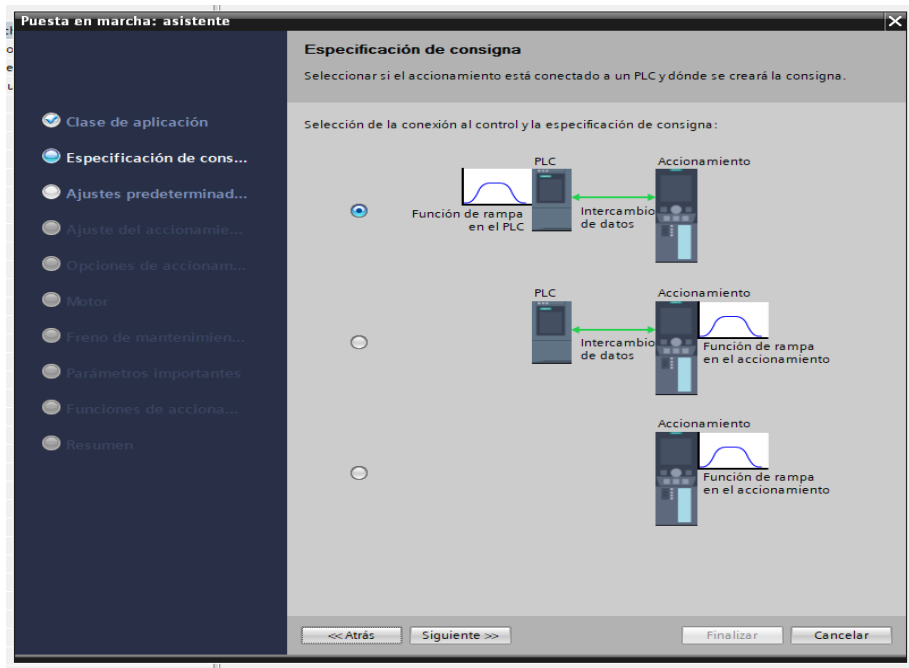 Puesta en marcha: asistente
Especificación de consigna
Seleccionar si el accionamiento está conectado a un PLC y dónde se creará la consigna.
Clase de aplicación
Especificación de cons...
Ajustes predeterminad...
Ajuste del accionamie...
Opciones de accionam...
Motor
Freno de mantenimien...
Parámetros importantes
Funciones de acciona...
Resumen
Selección de la conexión al control y la especificación de consigna:
PLC
Accionamiento
Función de rampa
en el PLC
Intercambio
de datos
PLC
Accionamiento
Intercambio
de datos
Función de rampa
en el accionamiento
Accionamiento
Función de rampa
en el accionamiento
<< Atrás
Siguiente >>
Finalizar
Cancelar